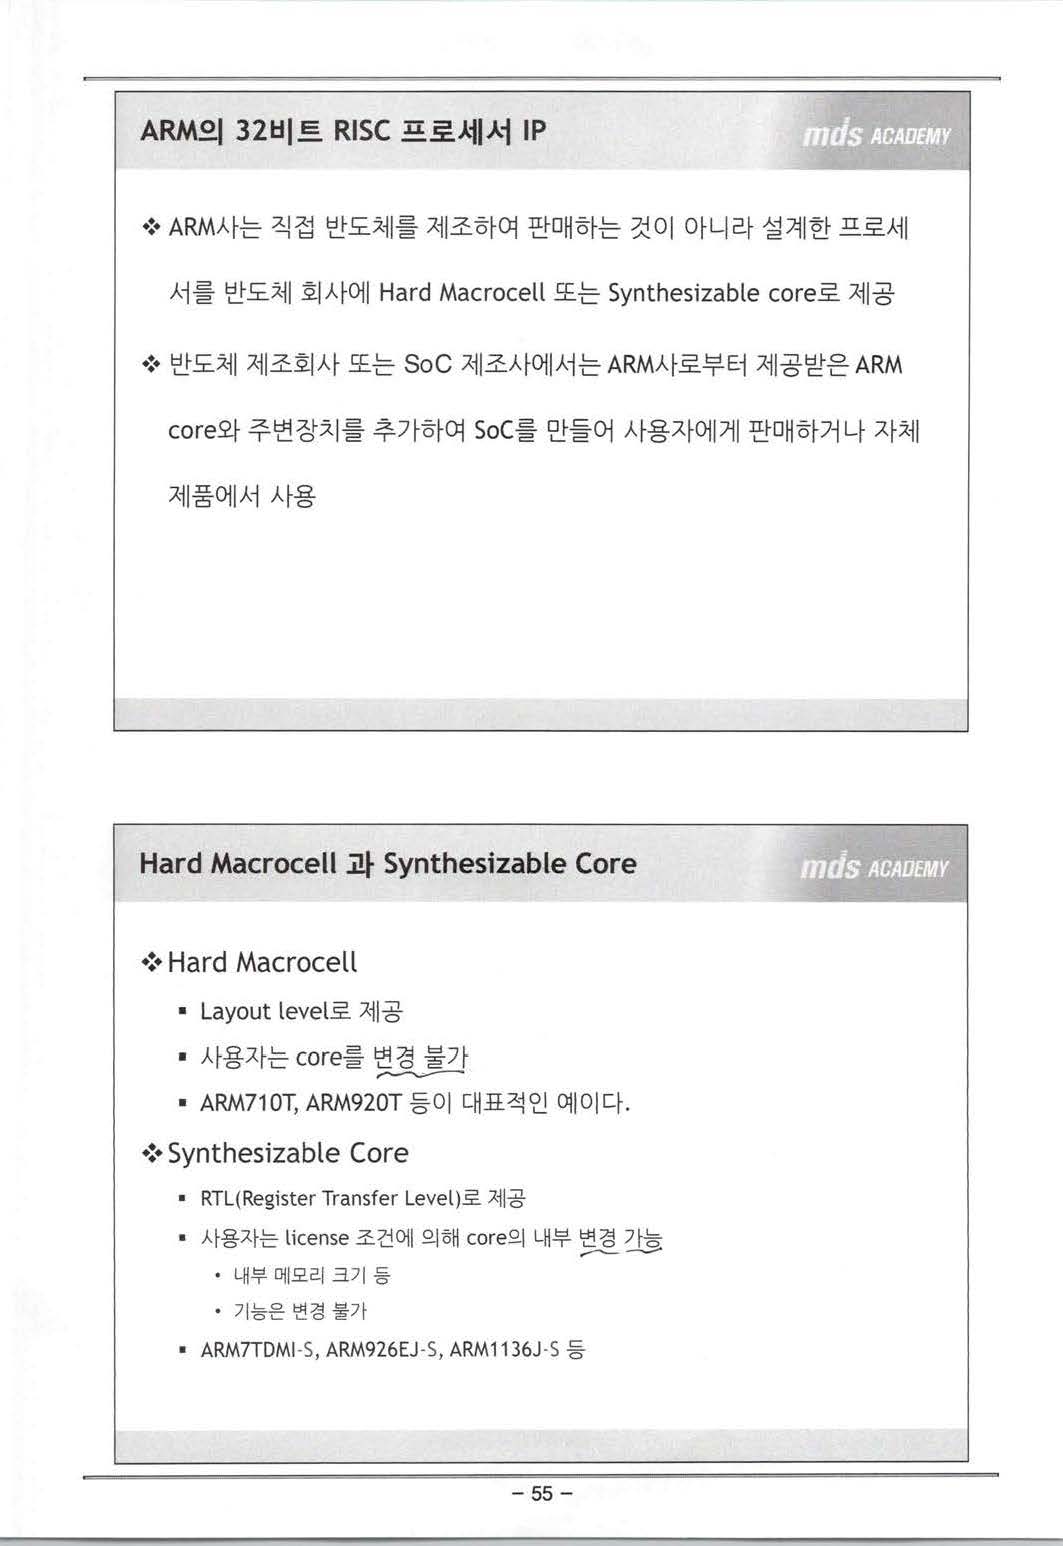 ARM의 32비트 RISC 프로세서 IP
mds ACADEMY
❖ ARM사는 직접 반도체를 제조하여 판매하는 것이 아니라 설계한 프로세
서를 반도체 회사에 Hard Macrocell 또는 Synthesizable core로 제공
❖ 반도체 제조회사 또는 SoC 제조사에서는 ARM사로부터 제공받은 ARM
core와 주변장치를 추가하여 SoC를 만들어 사용자에게 판매하거나 자체
제품에서 사용
Hard Macrocell 과 Synthesizable Core
mds ACADEMY
❖ Hard Macrocell
▪ Layout level로 제공
▪ 사용자는 core를 변경 불가
▪ ARM710T, ARM920T 등이 대표적인 예이다.
❖ Synthesizable Core
▪ RTL(Register Transfer Level)로 제공
▪ 사용자는 license 조건에 의해 core의 내부 변경 가능
• 내부 메모리 크기 등
• 기능은 변경 불가
▪ ARM7TDMI-S, ARM926EJ-S, ARM1136J-S 등
- 55 -